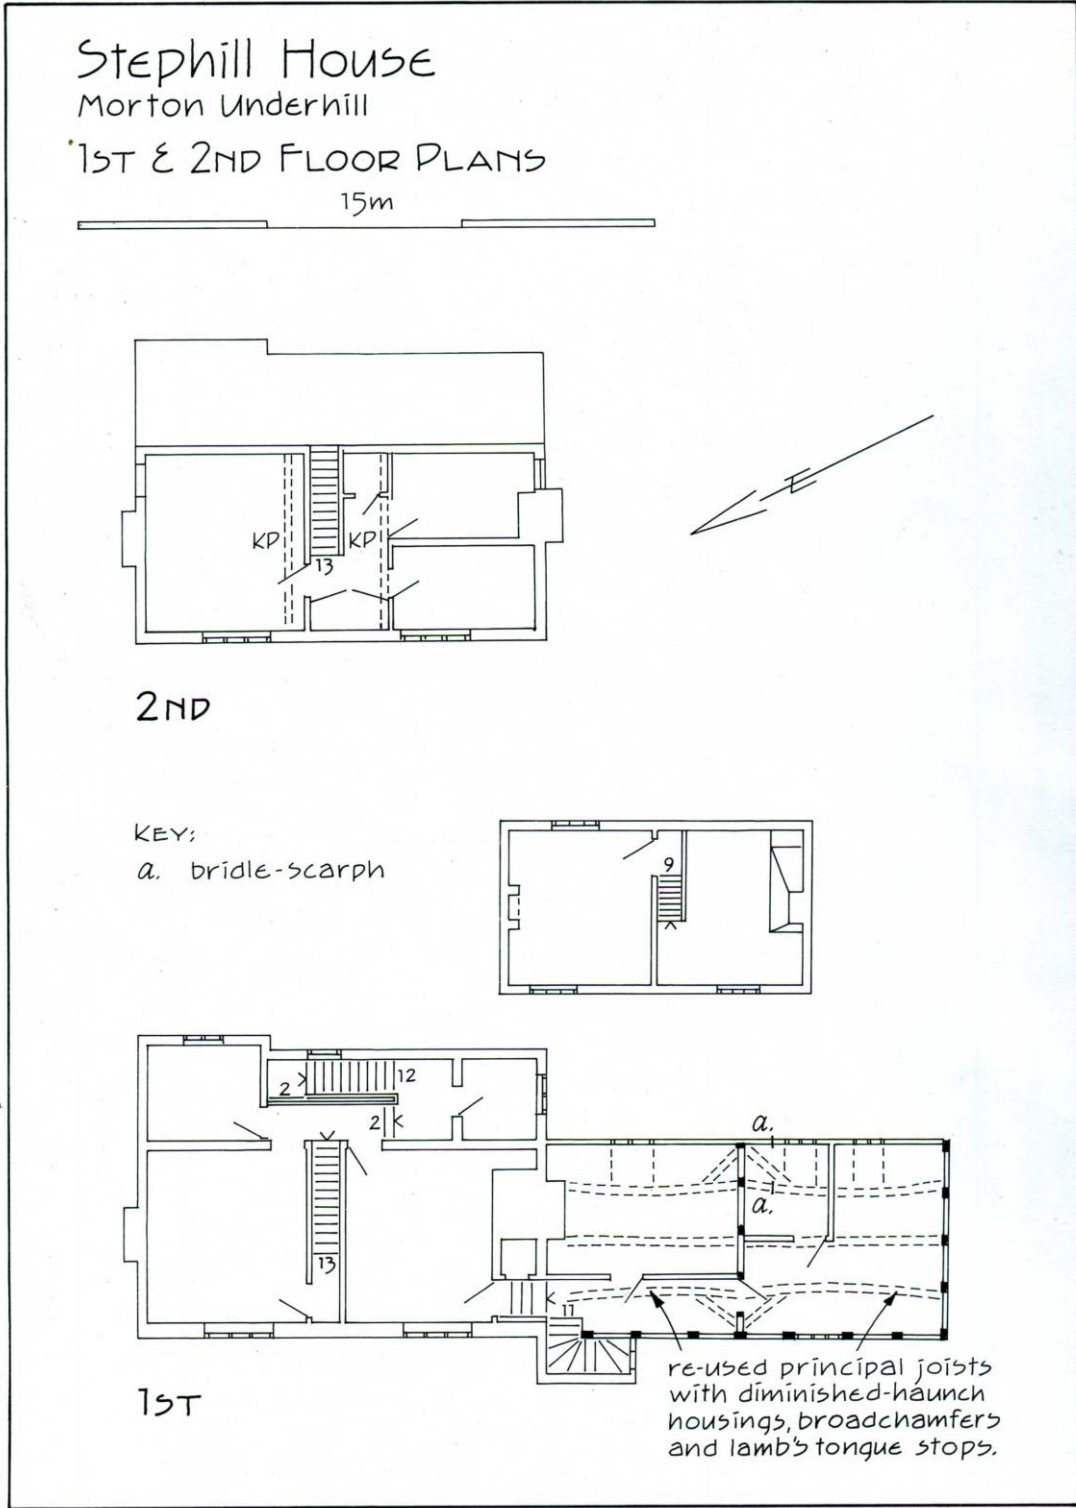 Stephill House
Morton Underhill
1ST & 2ND FLOOR PLANS
15m
KP
KP
13
2ND
KEY:
a. bridle-scarph
9
2
12
2
a.
a.
13
11
re-used principal joists
with diminished-haunch
housings, broadchamfers
and lamb's tongue stops.
1ST